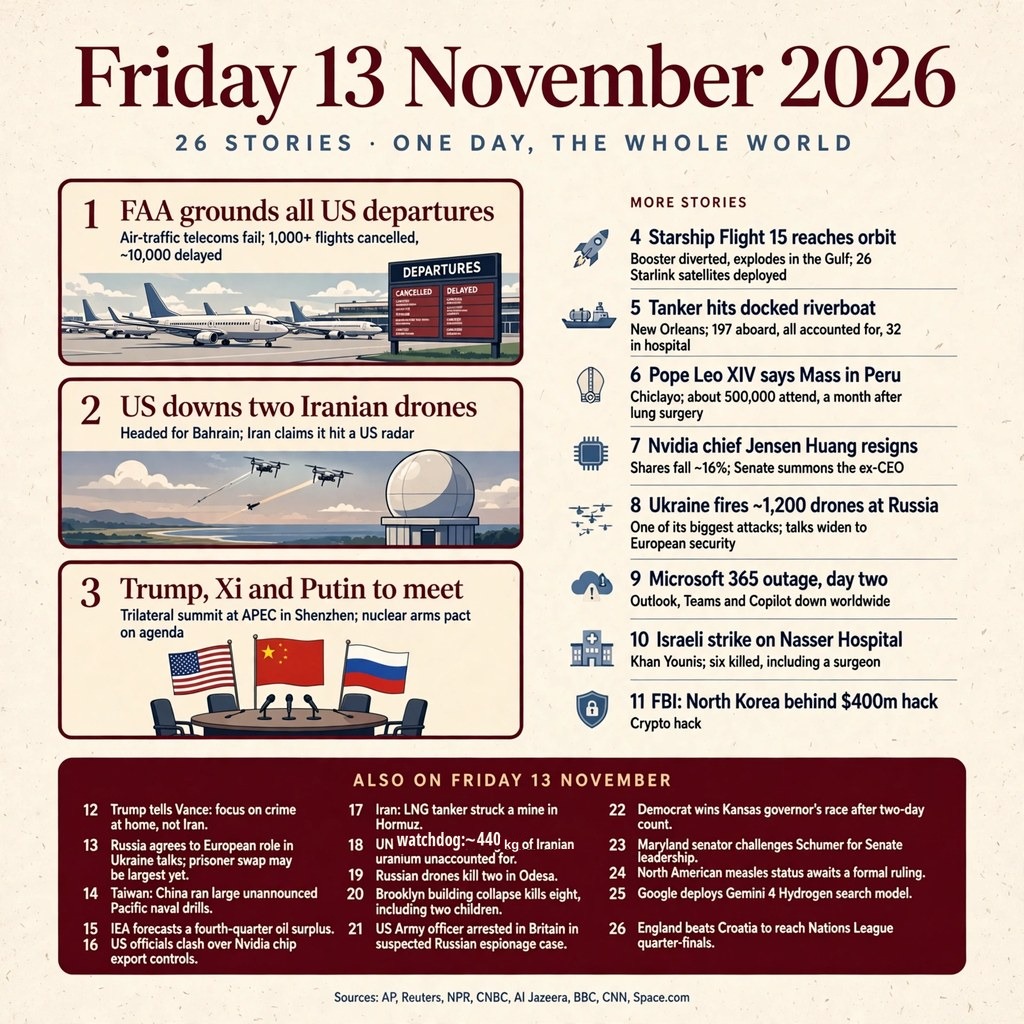 Friday 13 November 2026
26 STORIES · ONE DAY, THE WHOLE WORLD
1 FAA grounds all US departures
Air-traffic telecoms fail; 1,000+ flights cancelled,
~10,000 delayed
DEPARTURES
CANCELLED DELAYED
2 US downs two Iranian drones
Headed for Bahrain; Iran claims it hit a US radar
3 Trump, Xi and Putin to meet
Trilateral summit at APEC in Shenzhen; nuclear arms pact
on agenda
MORE STORIES
4 Starship Flight 15 reaches orbit
Booster diverted, explodes in the Gulf; 26
Starlink satellites deployed
5 Tanker hits docked riverboat
New Orleans; 197 aboard, all accounted for, 32
in hospital
6 Pope Leo XIV says Mass in Peru
Chiclayo; about 500,000 attend, a month after
lung surgery
7 Nvidia chief Jensen Huang resigns
Shares fall ~16%; Senate summons the ex-CEO
8 Ukraine fires ~1,200 drones at Russia
One of its biggest attacks; talks widen to
European security
9 Microsoft 365 outage, day two
Outlook, Teams and Copilot down worldwide
10 Israeli strike on Nasser Hospital
Khan Younis; six killed, including a surgeon
11 FBI: North Korea behind $400m hack
Crypto hack
ALSO ON FRIDAY 13 NOVEMBER
12 Trump tells Vance: focus on crime
at home, not Iran.
13 Russia agrees to European role in
Ukraine talks; prisoner swap may
be largest yet.
14 Taiwan: China ran large unannounced
Pacific naval drills.
15 IEA forecasts a fourth-quarter oil surplus.
16 US officials clash over Nvidia chip
export controls.
17 Iran: LNG tanker struck a mine in
Hormuz.
18 UN watchdog:~440 kg of Iranian
uranium unaccounted for.
19 Russian drones kill two in Odesa.
20 Brooklyn building collapse kills eight,
including two children.
21 US Army officer arrested in Britain in
suspected Russian espionage case.
22 Democrat wins Kansas governor's race after two-day
count.
23 Maryland senator challenges Schumer for Senate
leadership.
24 North American measles status awaits a formal ruling.
25 Google deploys Gemini 4 Hydrogen search model.
26 England beats Croatia to reach Nations League
quarter-finals.
Sources: AP, Reuters, NPR, CNBC, Al Jazeera, BBC, CNN, Space.com